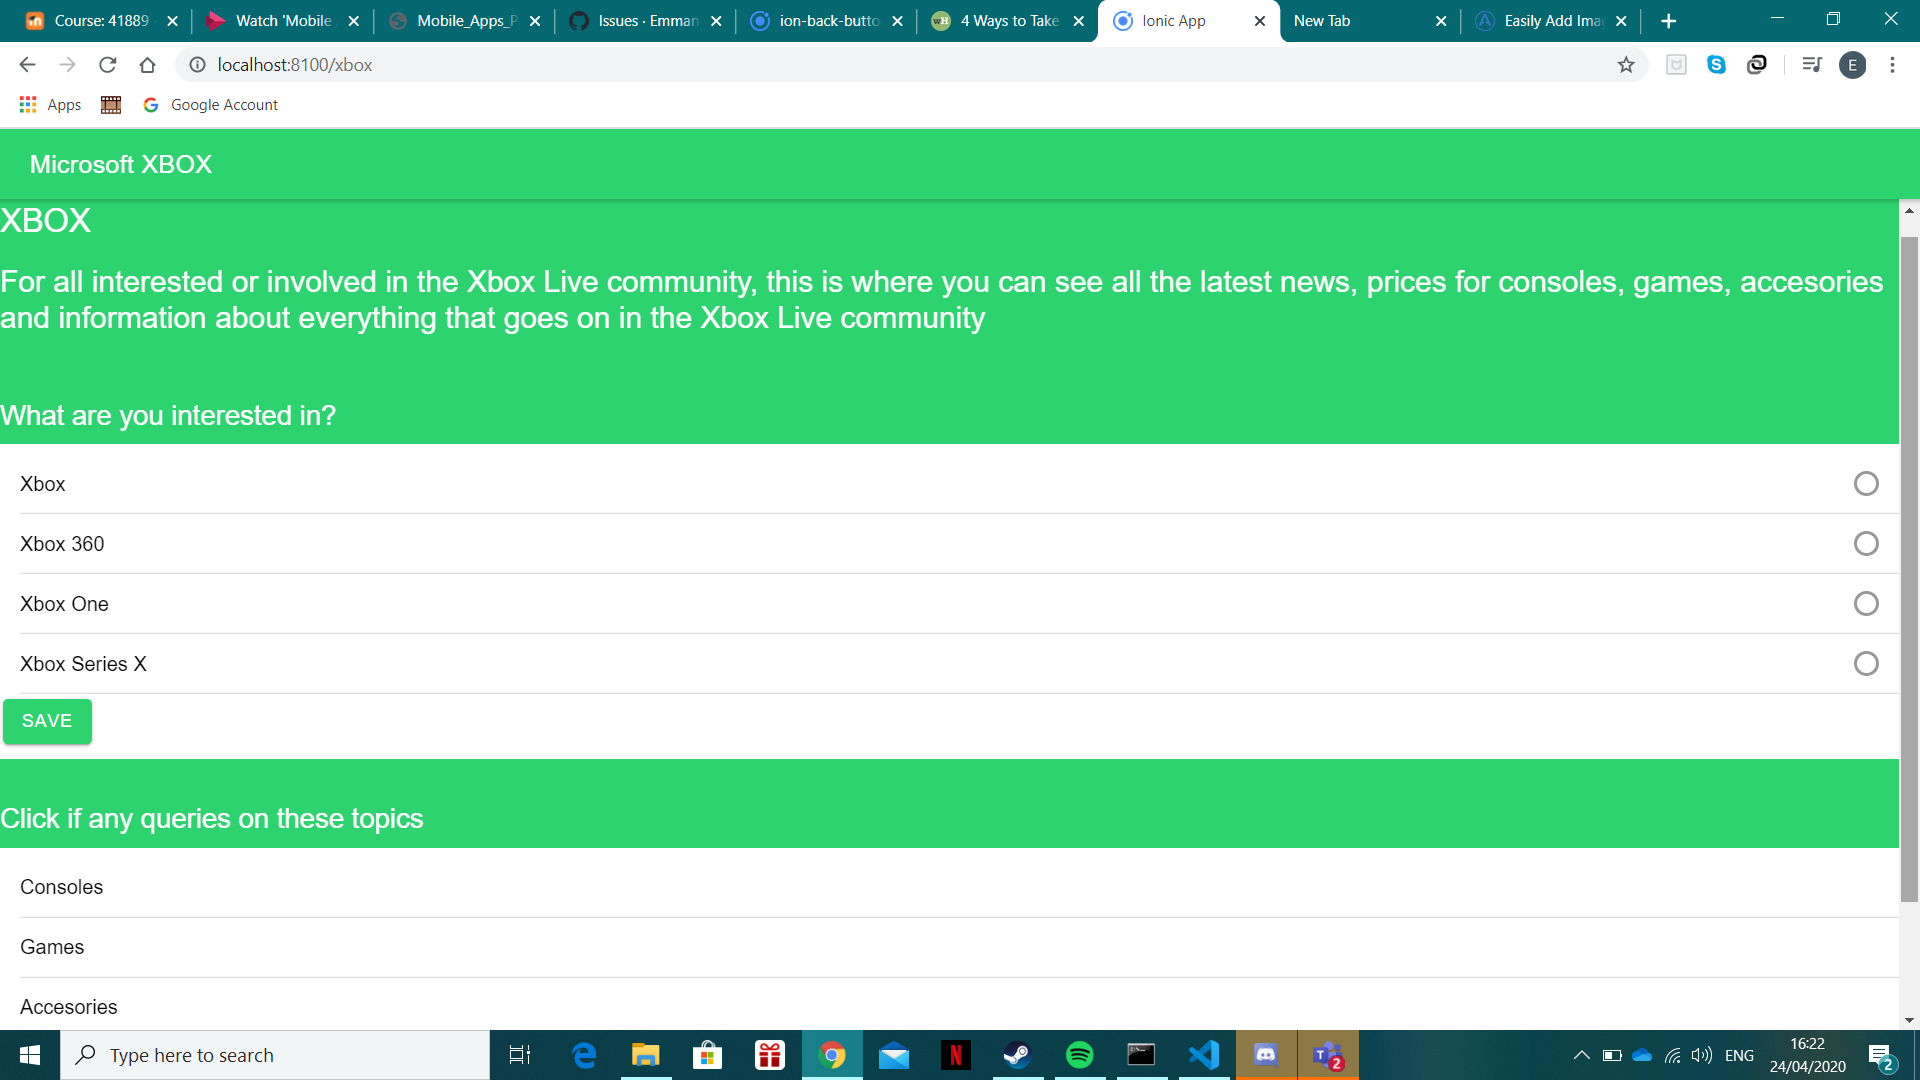 Course: 41889
Watch 'Mobile
Mobile_Apps_P
Issues · Emman
ion-back-butto
4 Ways to Take
Ionic App
New Tab
Easily Add Ima
localhost:8100/xbox
E
Apps
Google Account
Microsoft XBOX
XBOX
For all interested or involved in the Xbox Live community, this is where you can see all the latest news, prices for consoles, games, accesories
and information about everything that goes on in the Xbox Live community
What are you interested in?
Xbox
Xbox 360
Xbox One
Xbox Series X
SAVE
Click if any queries on these topics
Consoles
Games
Accesories
Type here to search
2
ENG
16:22
24/04/2020
2